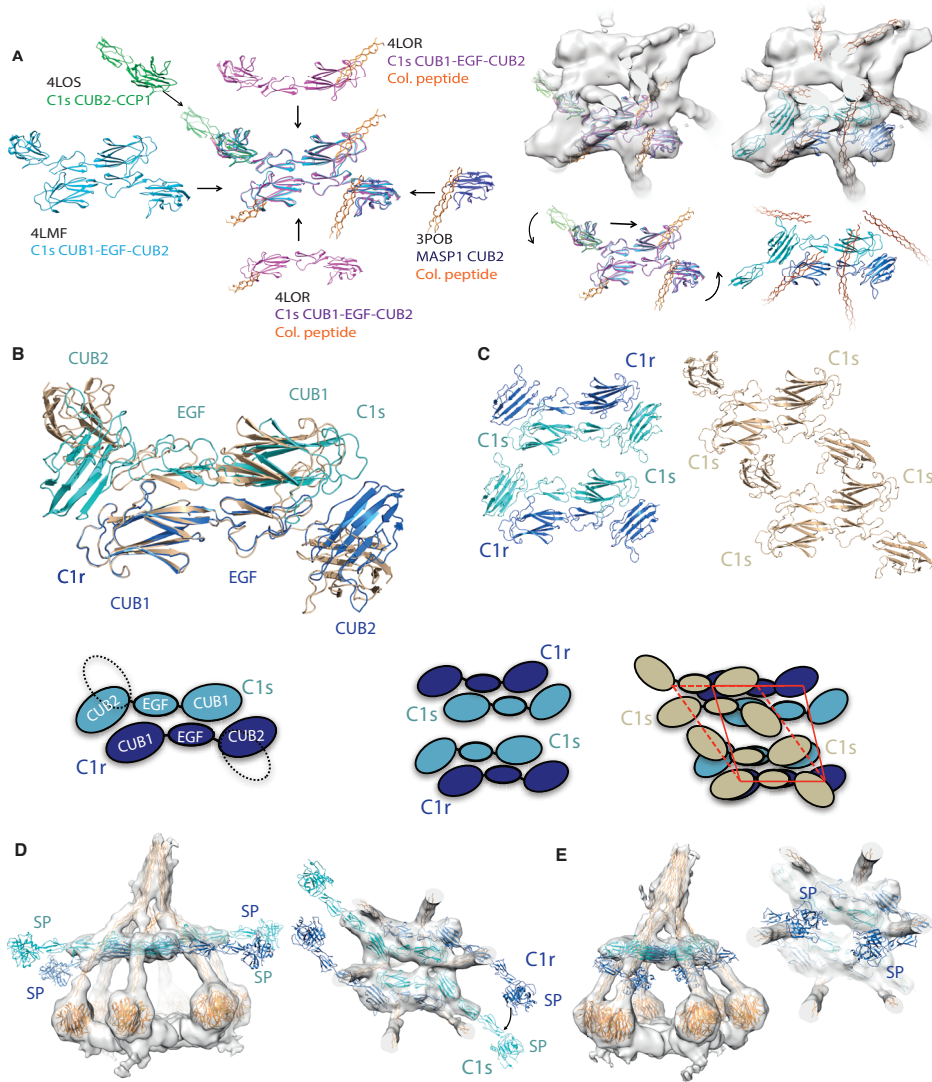 A
4LOS
C1s CUB2-CCP1
4LOR
C1s CUB1-EGF-CUB2
Col. peptide
4LMF
C1s CUB1-EGF-CUB2
3POB
MASP1 CUB2
Col. peptide
4LOR
C1s CUB1-EGF-CUB2
Col. peptide
B
CUB2
EGF
CUB1
C1s
C1r
CUB1
EGF
CUB2
C
C1r
C1s
C1s
C1r
C1s
C1s
C1s
C1s
CUB2
EGF
CUB1
C1s
CUB1
EGF
CUB2
C1r
C1r
C1s
C1s
C1r
C1s
C1s
D
SP
SP
SP
SP
C1r
SP
C1s
SP
E
SP
SP